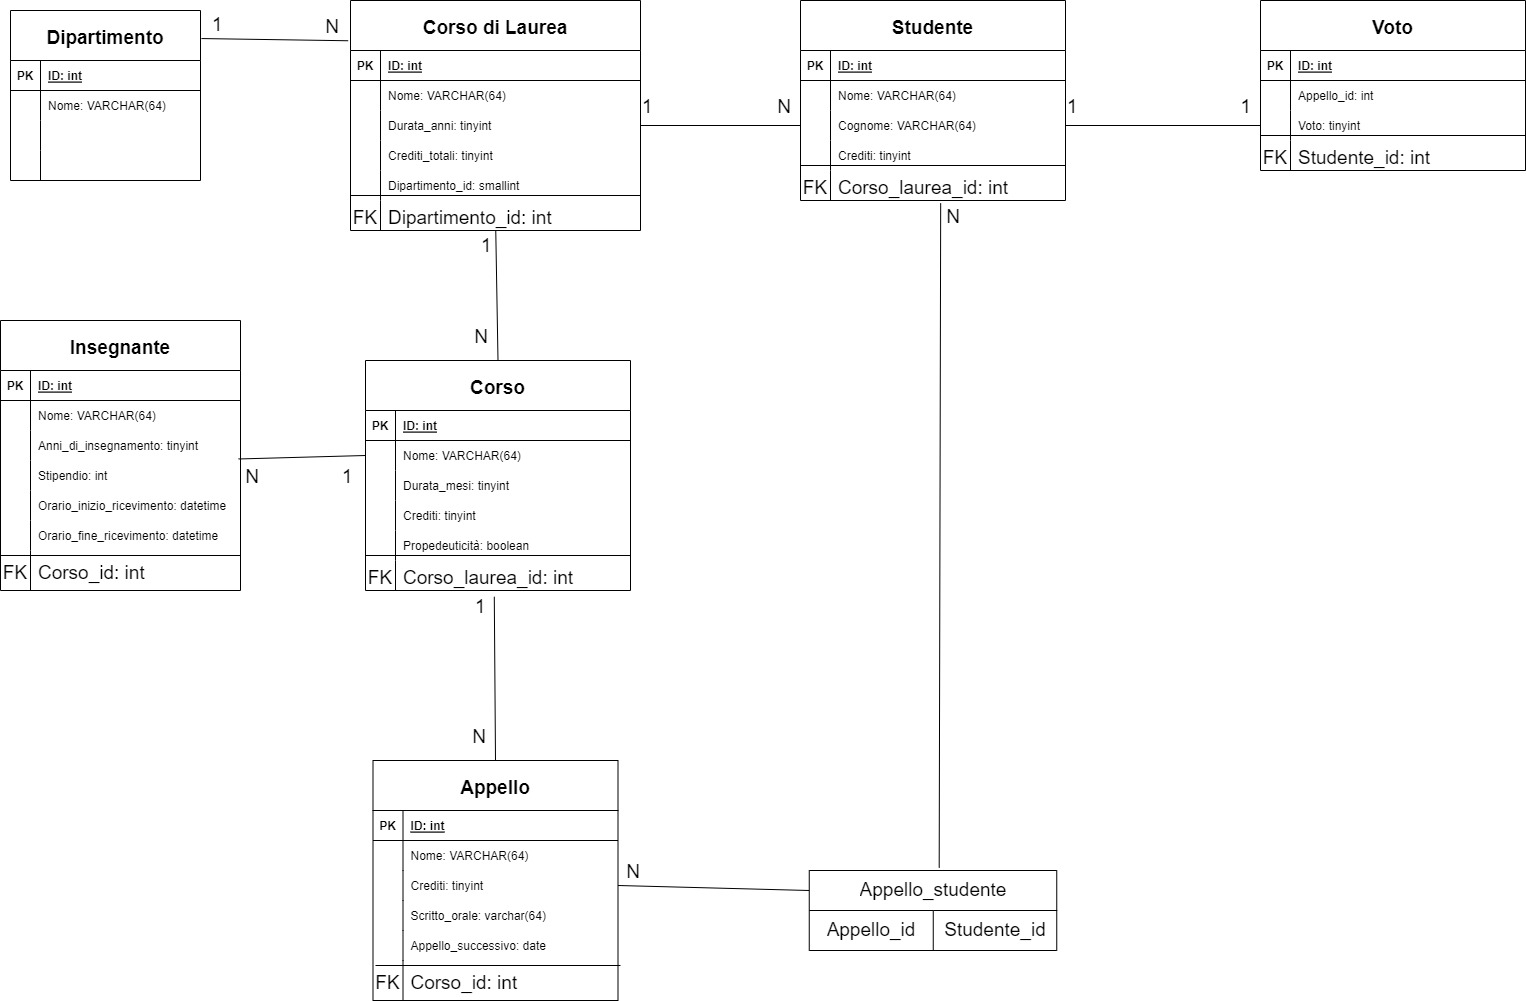 Dipartimento
PK ID: int
Nome: VARCHAR(64)
1
N
Corso di Laurea
PK ID: int
Nome: VARCHAR(64)
Durata_anni: tinyint
Crediti_totali: tinyint
Dipartimento_id: smallint
FK Dipartimento_id: int
1
N
Studente
PK ID: int
Nome: VARCHAR(64)
Cognome: VARCHAR(64)
Crediti: tinyint
FK Corso_laurea_id: int
1
1
Voto
PK ID: int
Appello_id: int
Voto: tinyint
FK Studente_id: int
1
N
N
Insegnante
PK ID: int
Nome: VARCHAR(64)
Anni_di_insegnamento: tinyint
Stipendio: int
Orario_inizio_ricevimento: datetime
Orario_fine_ricevimento: datetime
FK Corso_id: int
N
1
Corso
PK ID: int
Nome: VARCHAR(64)
Durata_mesi: tinyint
Crediti: tinyint
Propedeuticità: boolean
FK Corso_laurea_id: int
1
N
Appello
PK ID: int
Nome: VARCHAR(64)
Crediti: tinyint
Scritto_orale: varchar(64)
Appello_successivo: date
FK Corso_id: int
N
Appello_studente
Appello_id Studente_id